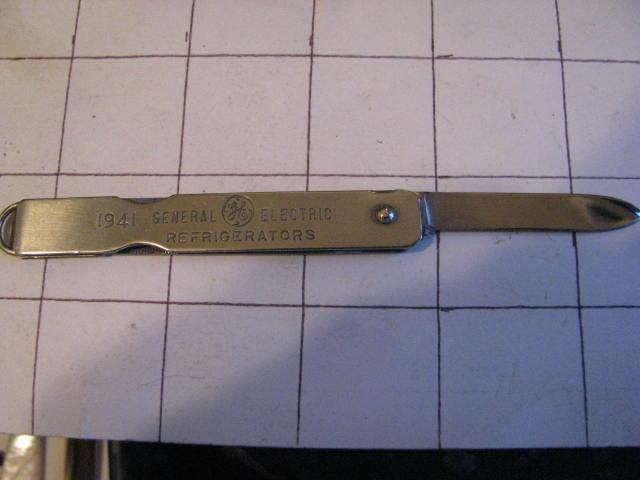 1941 GENERAL GE ELECTRIC
REFRIGERATORS